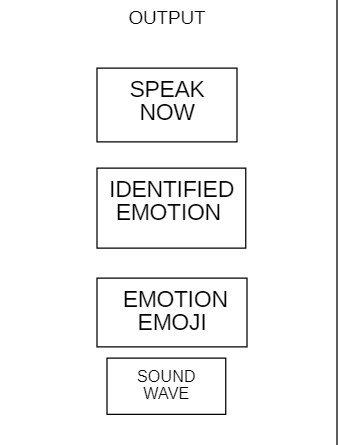 OUTPUT
SPEAK
NOW
IDENTIFIED
EMOTION
EMOTION
EMOJI
SOUND
WAVE